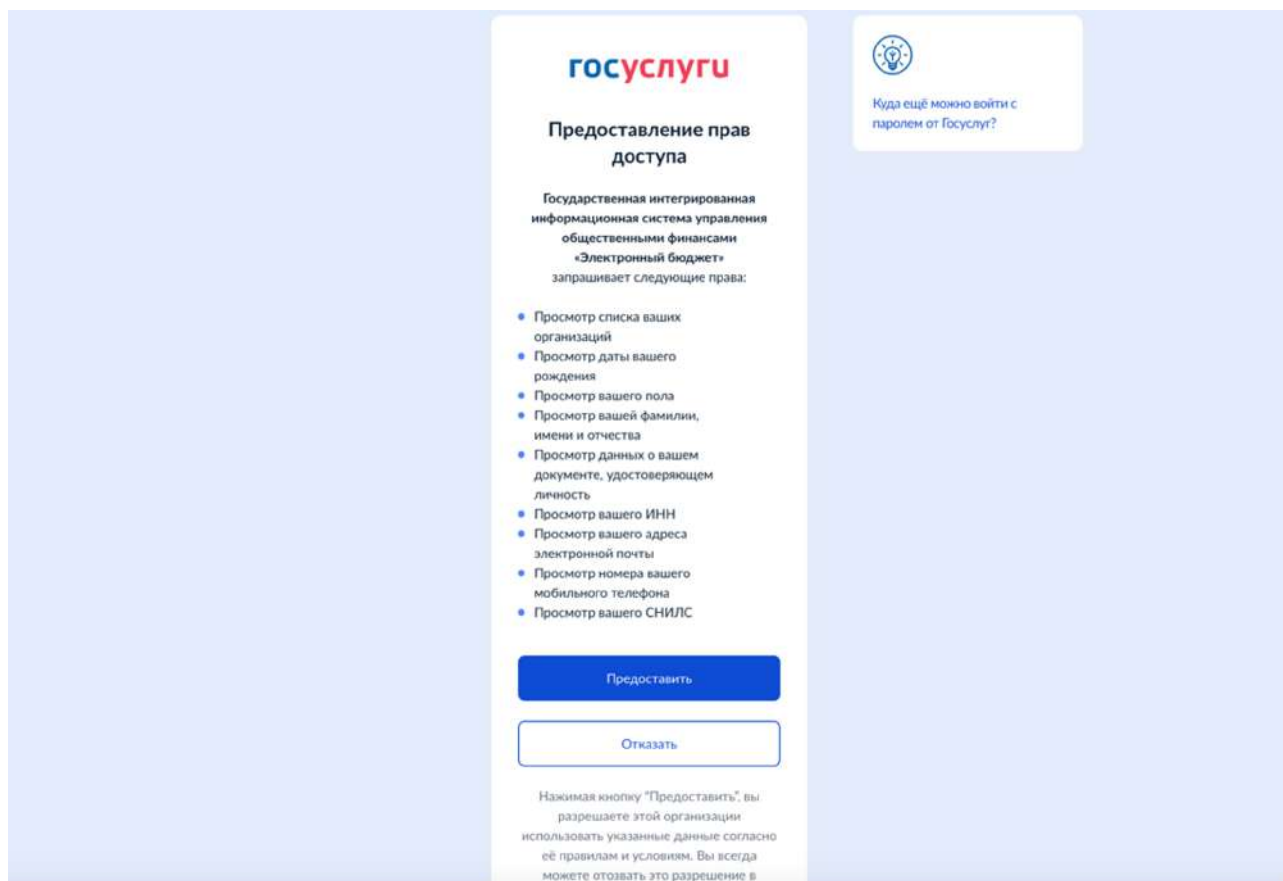 госуслуги
Предоставление прав
доступа
Государственная интегрированная
информационная система управления
общественными финансами
«Электронный бюджет»
запрашивает следующие права:
Просмотр списка ваших
организаций
Просмотр даты вашего
рождения
Просмотр вашего пола
Просмотр вашей фамилии,
имени и отчества
Просмотр данных о вашем
документе, удостоверяющем
личность
Просмотр вашего ИНН
Просмотр вашего адреса
электронной почты
Просмотр номера вашего
мобильного телефона
Просмотр вашего СНИЛС
Предоставить
Отказать
Нажимая кнопку "Предоставить", вы
разрешаете этой организации
использовать указанные данные согласно
её правилам и условиям. Вы всегда
можете отозвать это разрешение в
Куда ещё можно войти с
паролем от Госуслуг?